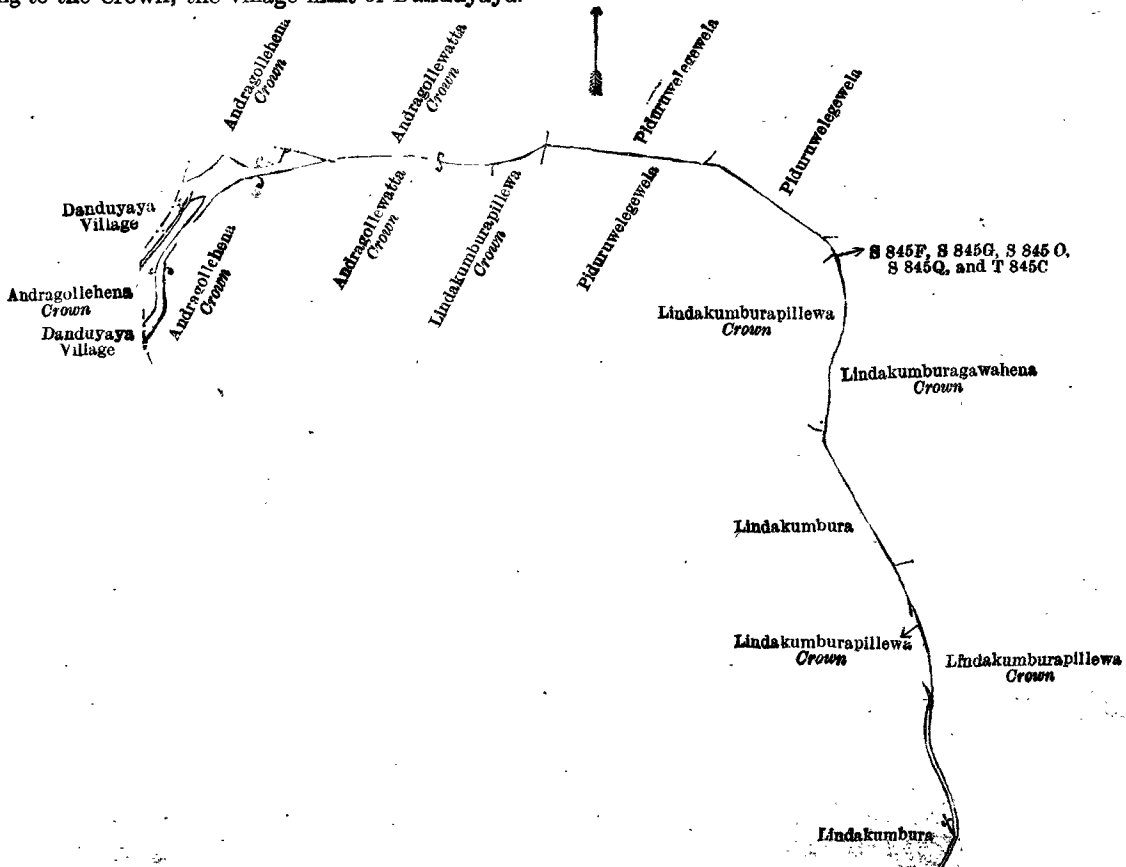 to the Crown, the village limit of Danduyaya.
Andragollehena
Crown
Andragollewatta
Crown
Piduruwelegewela
Piduruwelegewela
Danduyaya
Village
Andragollehena
Crown
Andragollewatta
Crown
Lindakumburapillewa
Crown
Piduruwelegewela
S 845F, S 845G, S 845 O,
S 845Q, and T 845C
Andragollehena
Crown
Danduyaya
Village
Lindakumburapillewa
Crown
Lindakumburagawahena
Crown
Lindakumbura
Lindakumburapillewa
Crown
Lindakumburapillewa
Crown
Lindakumbura